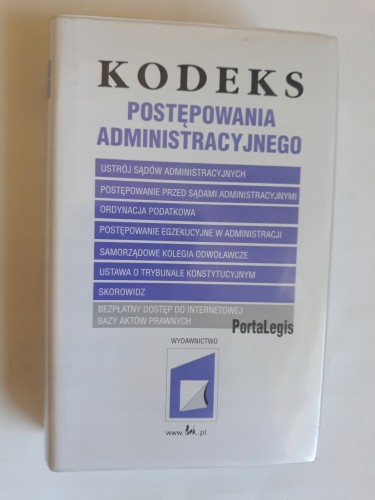 KODEKS
POSTĘPOWANIA
ADMINISTRACYJNEGO
USTRÓJ SĄDÓW ADMINISTRACYJNYCH
POSTĘPOWANIE PRZED SĄDAMI ADMINISTRACYJNYMI
ORDYNACJA PODATKOWA
POSTĘPOWANIE EGZEKUCYJNE W ADMINISTRACJI
SAMORZĄDOWE KOLEGIA ODWOŁAWCZE
USTAWA O TRYBUNALE KONSTYTUCYJNYM
SKOROWIDZ
BEZPŁATNY DOSTĘP DO INTERNETOWEJ
BAZY AKTÓW PRAWNYCH
PortaLegis
WYDAWNICTWO